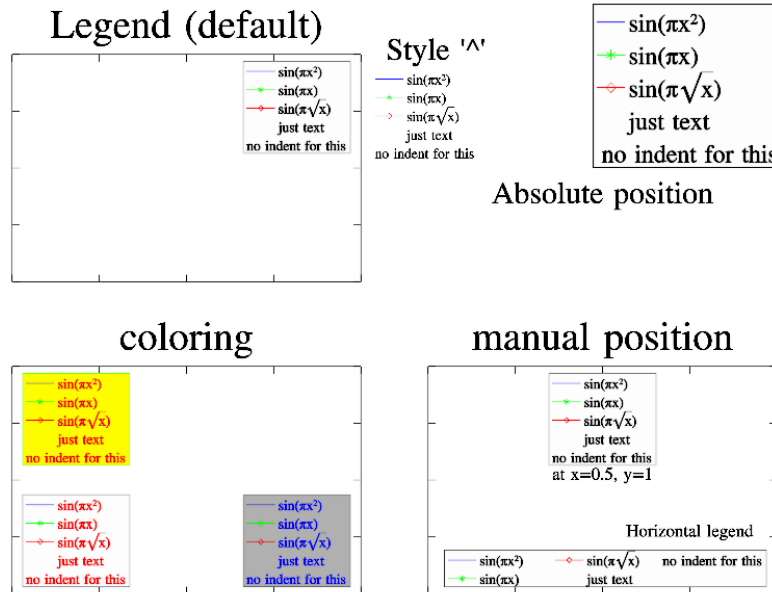 Legend (default)
sin(πx²)
sin(πx)
sin(π√x)
just text
no indent for this
Style '^'
sin(πx²)
sin(πx)
sin(π√x)
just text
no indent for this
sin(πx²)
sin(πx)
sin(π√x)
just text
no indent for this
Absolute position
coloring
sin(πx²)
sin(πx)
sin(π√x)
just text
no indent for this
sin(πx²)
sin(πx)
sin(π√x)
just text
no indent for this
sin(πx²)
sin(πx)
sin(π√x)
just text
no indent for this
manual position
sin(πx²)
sin(πx)
sin(π√x)
just text
no indent for this
at x=0.5, y=1
Horizontal legend
sin(πx²) sin(π√x) no indent for this
sin(πx) just text